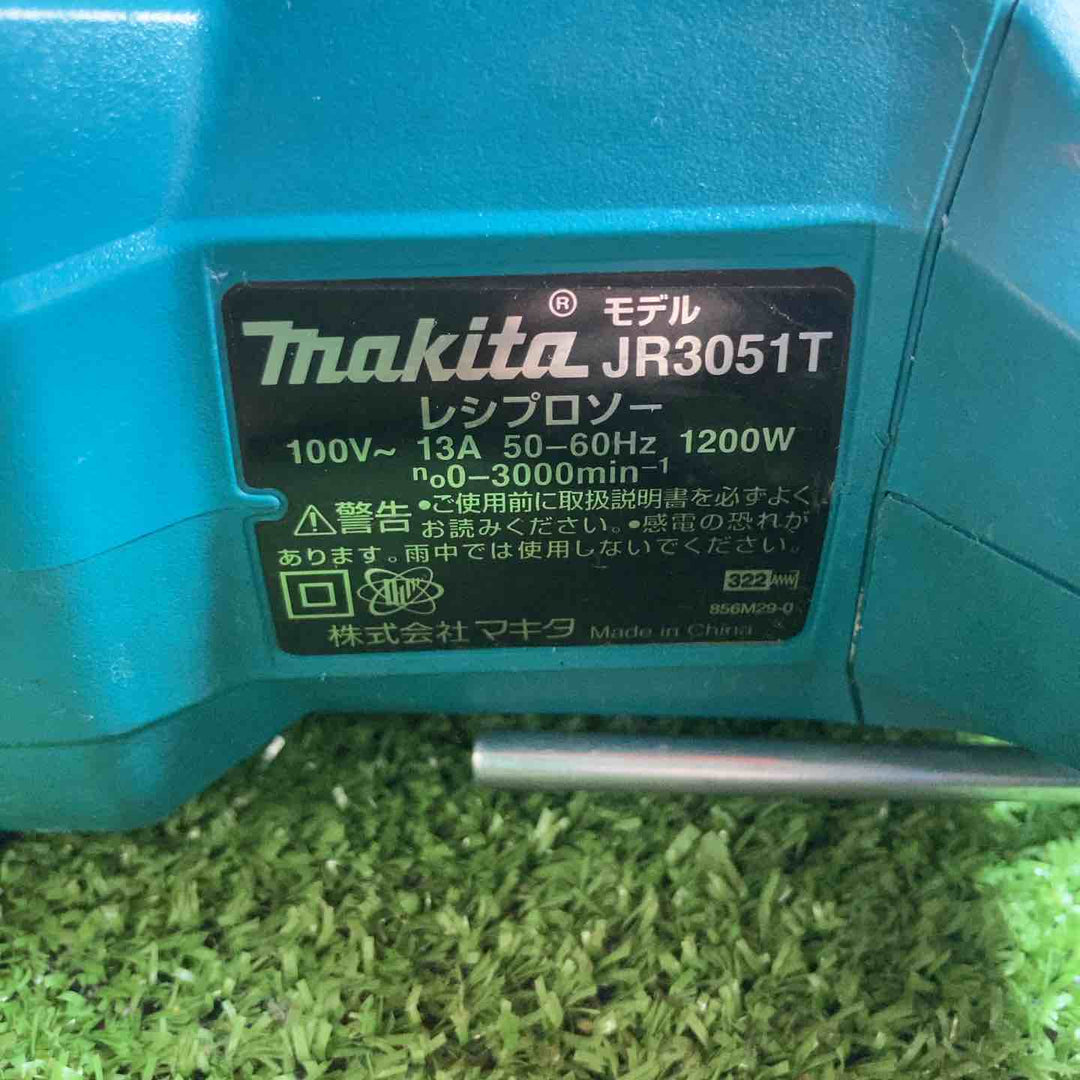 makita® モデル
JR3051T
レシプロソー
100V~ 13A 50-60Hz 1200W
n₀0-3000min⁻¹
⚠警告 •ご使用前に取扱説明書を必ずよく
お読みください。•感電の恐れが
あります。雨中では使用しないでください。
322 AWW
856M29-0
株式会社マキタ Made in China